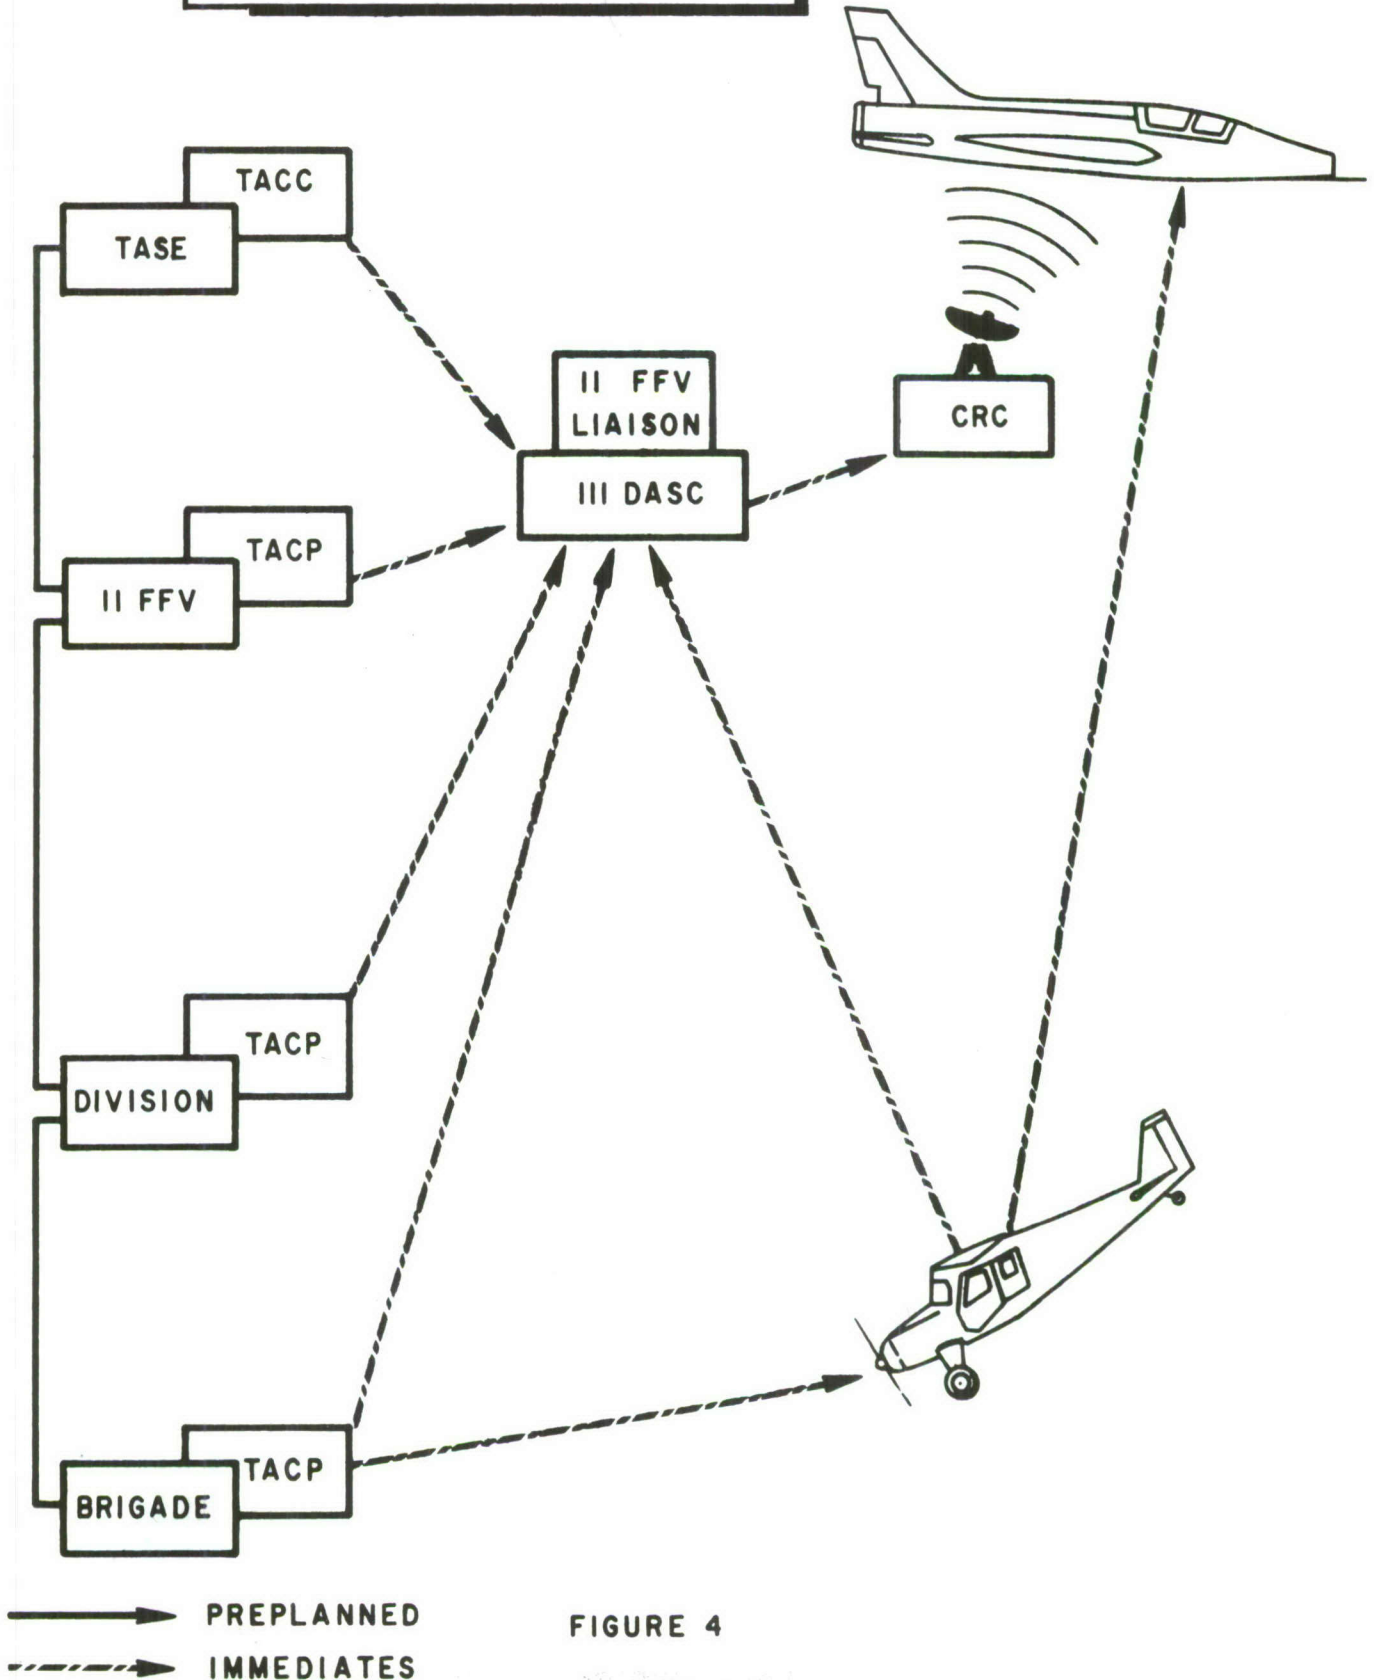 TACC
TASE
II FFV
LIAISON
CRC
III DASC
TACP
II FFV
TACP
DIVISION
TACP
BRIGADE
PREPLANNED
FIGURE 4
IMMEDIATES